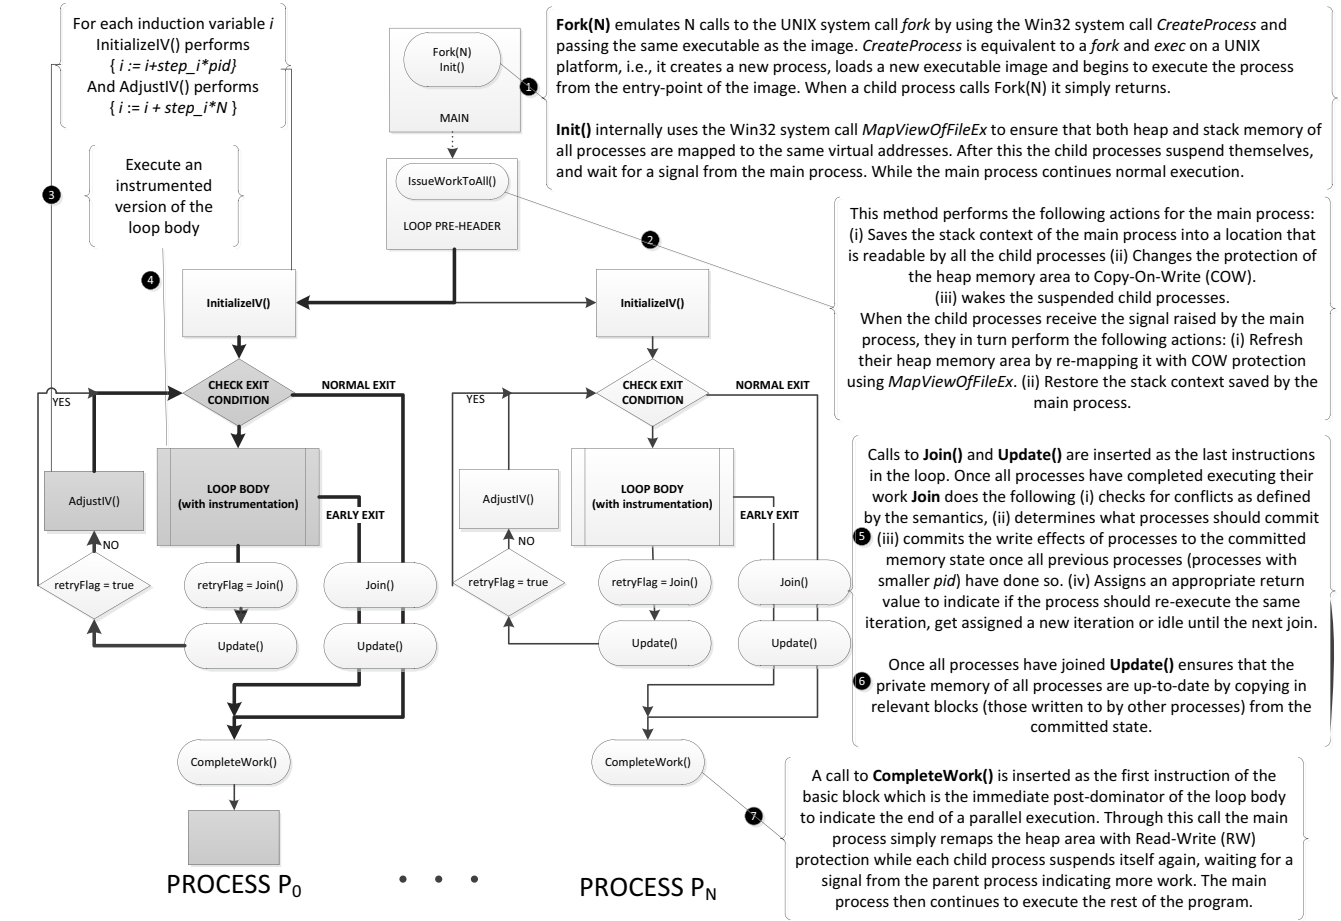 For each induction variable i
InitializeIV() performs
{ i := i+step_i*pid}
And AdjustIV() performs
{ i := i + step_i*N }
Fork(N)
Init()
MAIN
1
Fork(N) emulates N calls to the UNIX system call fork by using the Win32 system call CreateProcess and
passing the same executable as the image. CreateProcess is equivalent to a fork and exec on a UNIX
platform, i.e., it creates a new process, loads a new executable image and begins to execute the process
from the entry-point of the image. When a child process calls Fork(N) it simply returns.
Init() internally uses the Win32 system call MapViewOfFileEx to ensure that both heap and stack memory of
all processes are mapped to the same virtual addresses. After this the child processes suspend themselves,
and wait for a signal from the main process. While the main process continues normal execution.
3
Execute an
instrumented
version of the
loop body
4
IssueWorkToAll()
LOOP PRE-HEADER
2
This method performs the following actions for the main process:
(i) Saves the stack context of the main process into a location that
is readable by all the child processes (ii) Changes the protection of
the heap memory area to Copy-On-Write (COW).
(iii) wakes the suspended child processes.
When the child processes receive the signal raised by the main
process, they in turn perform the following actions: (i) Refresh
their heap memory area by re-mapping it with COW protection
using MapViewOfFileEx. (ii) Restore the stack context saved by the
main process.
InitializeIV()
CHECK EXIT
CONDITION
NORMAL EXIT
YES
AdjustIV()
LOOP BODY
(with instrumentation)
EARLY EXIT
NO
retryFlag = true
retryFlag = Join()
Join()
Update()
Update()
CompleteWork()
PROCESS P0
• • •
InitializeIV()
CHECK EXIT
CONDITION
NORMAL EXIT
YES
AdjustIV()
LOOP BODY
(with instrumentation)
EARLY EXIT
NO
retryFlag = true
retryFlag = Join()
Join()
Update()
Update()
CompleteWork()
PROCESS PN
5
Calls to Join() and Update() are inserted as the last instructions
in the loop. Once all processes have completed executing their
work Join does the following (i) checks for conflicts as defined
by the semantics, (ii) determines what processes should commit
(iii) commits the write effects of processes to the committed
memory state once all previous processes (processes with
smaller pid) have done so. (iv) Assigns an appropriate return
value to indicate if the process should re-execute the same
iteration, get assigned a new iteration or idle until the next join.
6
Once all processes have joined Update() ensures that the
private memory of all processes are up-to-date by copying in
relevant blocks (those written to by other processes) from the
committed state.
7
A call to CompleteWork() is inserted as the first instruction of the
basic block which is the immediate post-dominator of the loop body
to indicate the end of a parallel execution. Through this call the main
process simply remaps the heap area with Read-Write (RW)
protection while each child process suspends itself again, waiting for a
signal from the parent process indicating more work. The main
process then continues to execute the rest of the program.